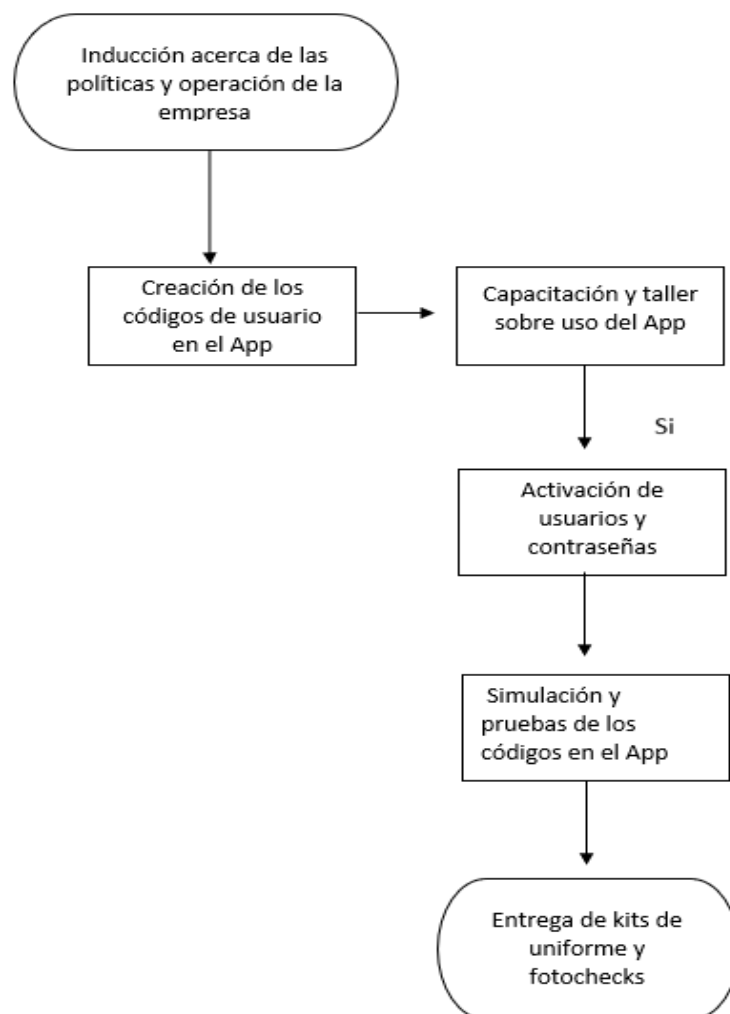 Inducción acerca de las
políticas y operación de la
empresa
Creación de los
códigos de usuario
en el App
Capacitación y taller
sobre uso del App
Si
Activación de
usuarios y
contraseñas
Simulación y
pruebas de los
códigos en el App
Entrega de kits de
uniforme y
fotochecks